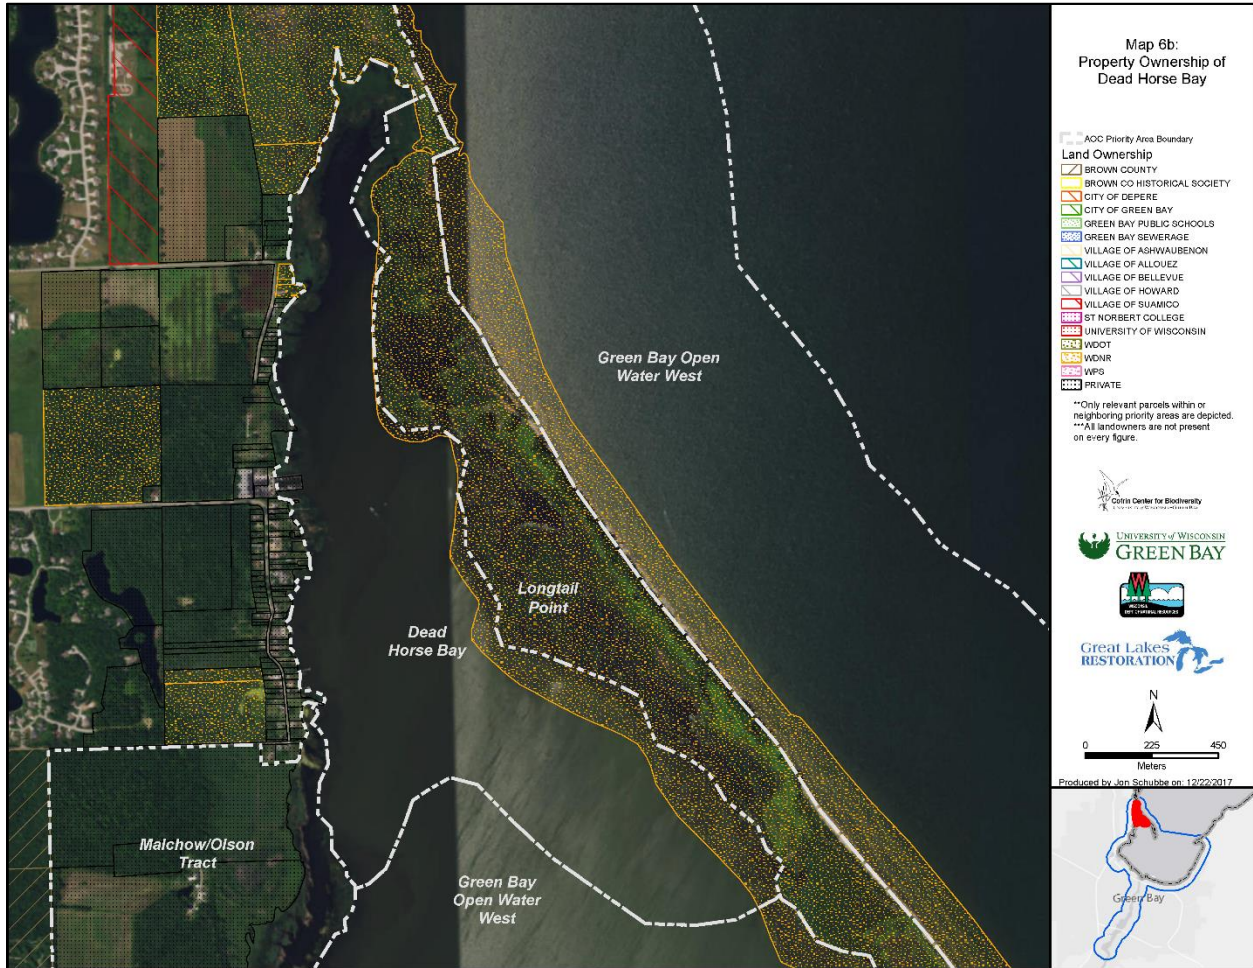 Map 6b:
Property Ownership of
Dead Horse Bay
AOC Priority Area Boundary
Land Ownership
BROWN COUNTY
BROWN CO HISTORICAL SOCIETY
CITY OF DEPERE
CITY OF GREEN BAY
GREEN BAY PUBLIC SCHOOLS
GREEN BAY SEWERAGE
VILLAGE OF ASHWAUBENON
VILLAGE OF ALLOUEZ
VILLAGE OF BELLEVUE
VILLAGE OF HOWARD
VILLAGE OF SUAMICO
ST NORBERT COLLEGE
UNIVERSITY OF WISCONSIN
WDOT
WDNR
WPS
PRIVATE
**Only relevant parcels within or
neighboring priority areas are depicted.
***All landowners are not present
on every figure.
Cofrin Center for Biodiversity
UNIVERSITY OF WISCONSIN
GREEN BAY
W
WISCONSIN
DEPT. OF NATURAL RESOURCES
Great Lakes
RESTORATION
N
0 225 450
Meters
Produced by Jon Schubbe on: 12/22/2017
Green Bay
Green Bay Open
Water West
Longtail
Point
Dead
Horse Bay
Malchow/Olson
Tract
Green Bay
Open Water
West